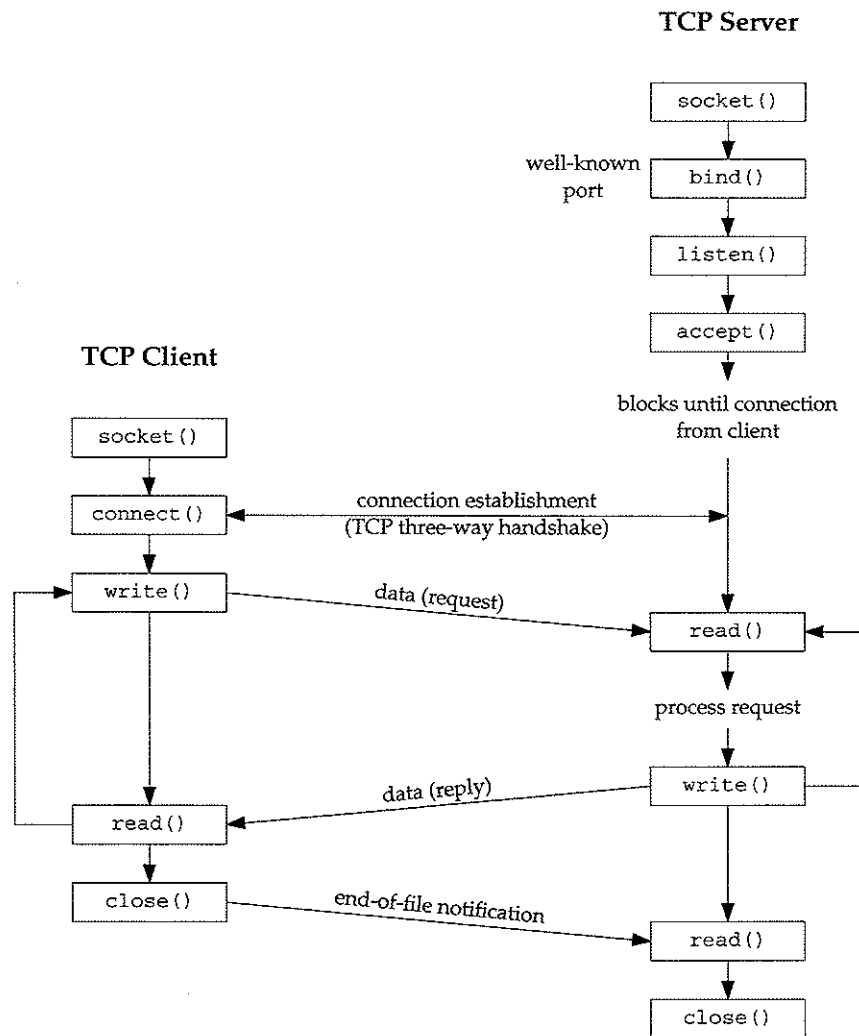 TCP Server
socket()
well-known
port
bind()
listen()
accept()
TCP Client
blocks until connection
from client
socket()
connection establishment
(TCP three-way handshake)
connect()
write()
data (request)
read()
process request
data (reply)
write()
read()
close()
end-of-file notification
read()
close()